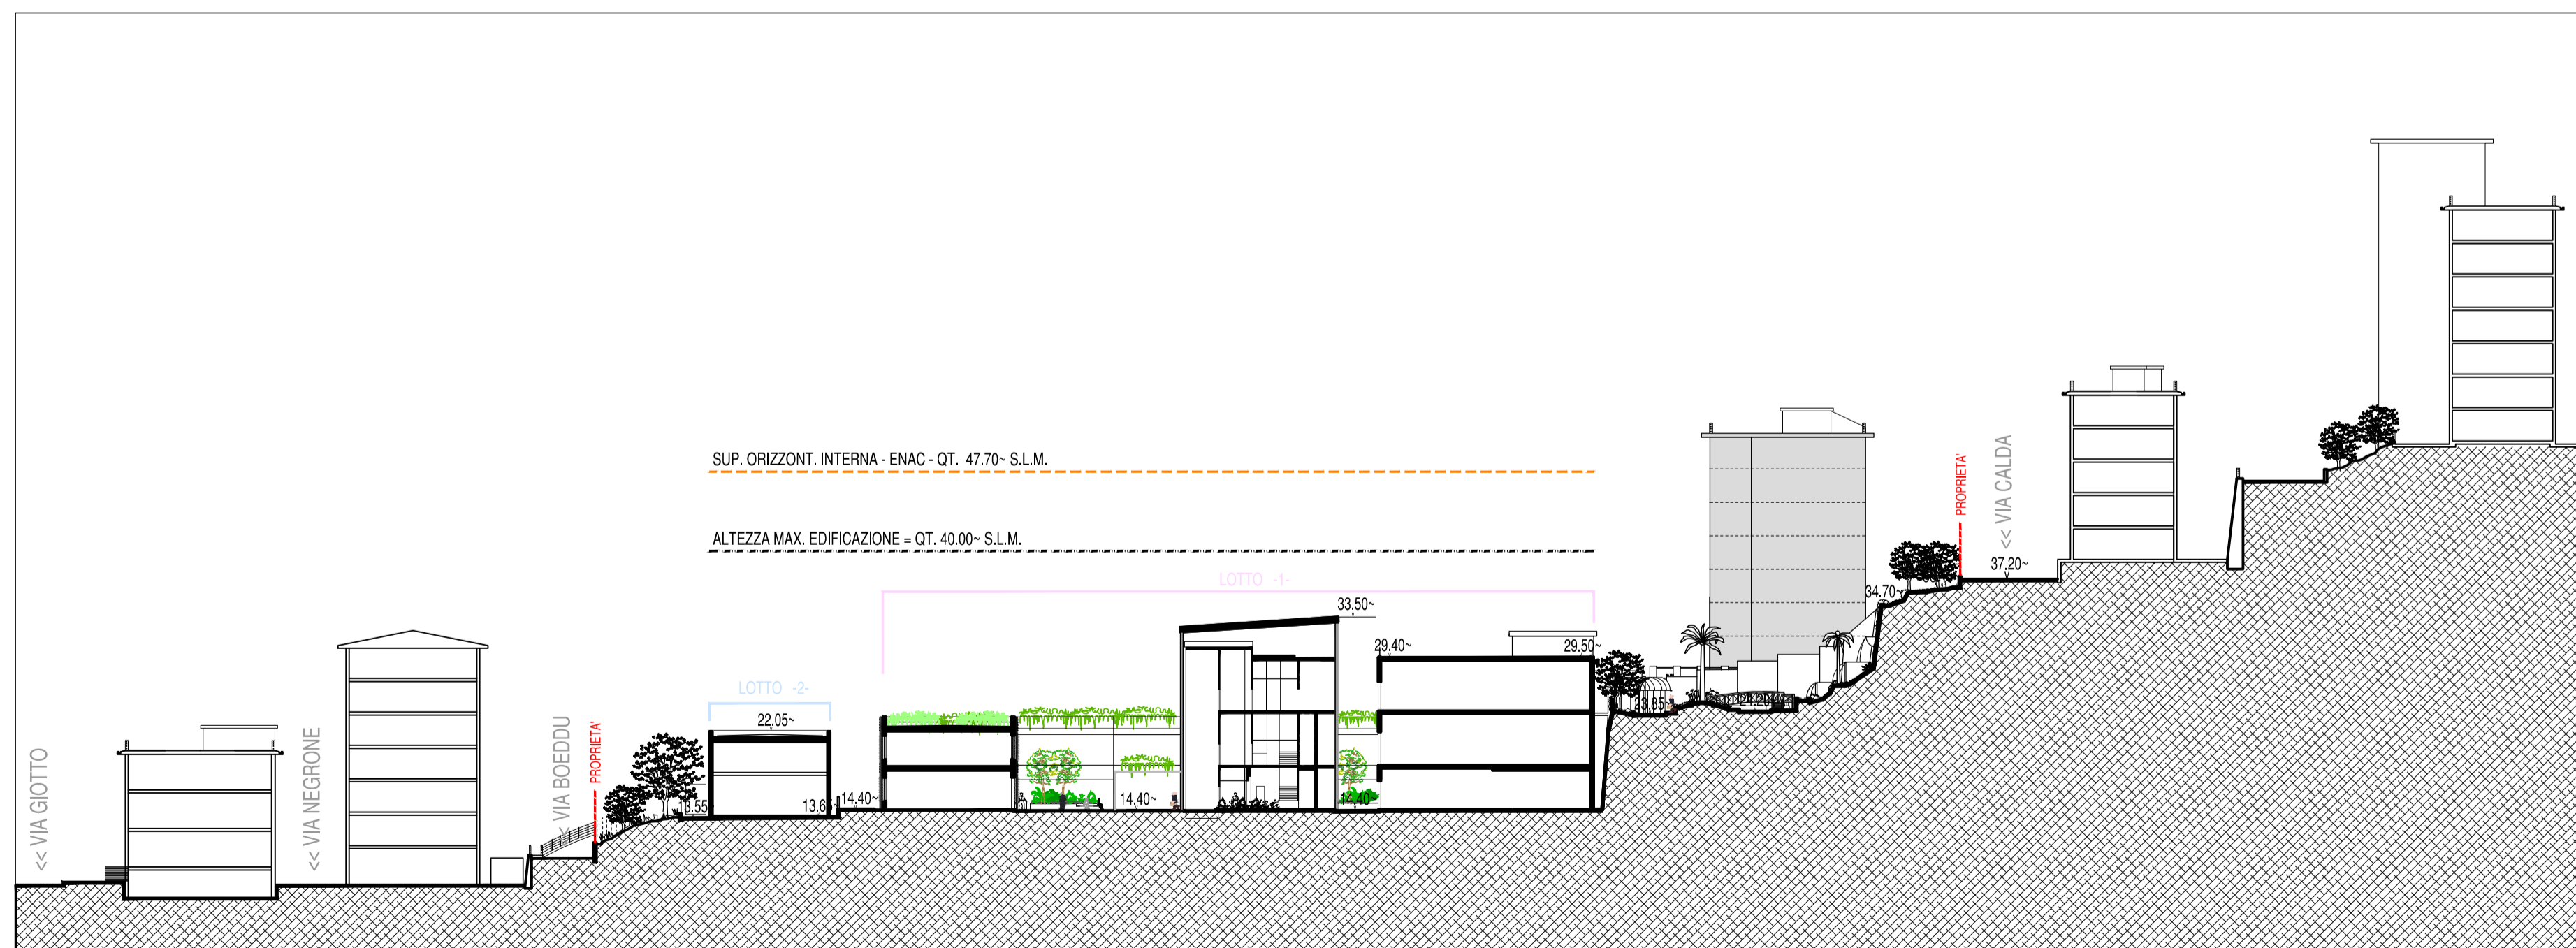 SUP. ORIZZONT. INTERNA - ENAC - QT. 47.70~ S.L.M.
ALTEZZA MAX. EDIFICAZIONE = QT. 40.00~ S.L.M.
LOTTO -1-
LOTTO -2-
<< VIA GIOTTO
<< VIA NEGRONE
< VIA BOEDDU
PROPRIETA'
22.05~
13.55
14.40~
14.40~
14.40
33.50~
29.40~
29.50~
23.85
34.70~
PROPRIETA'
<< VIA CALDA
37.20~